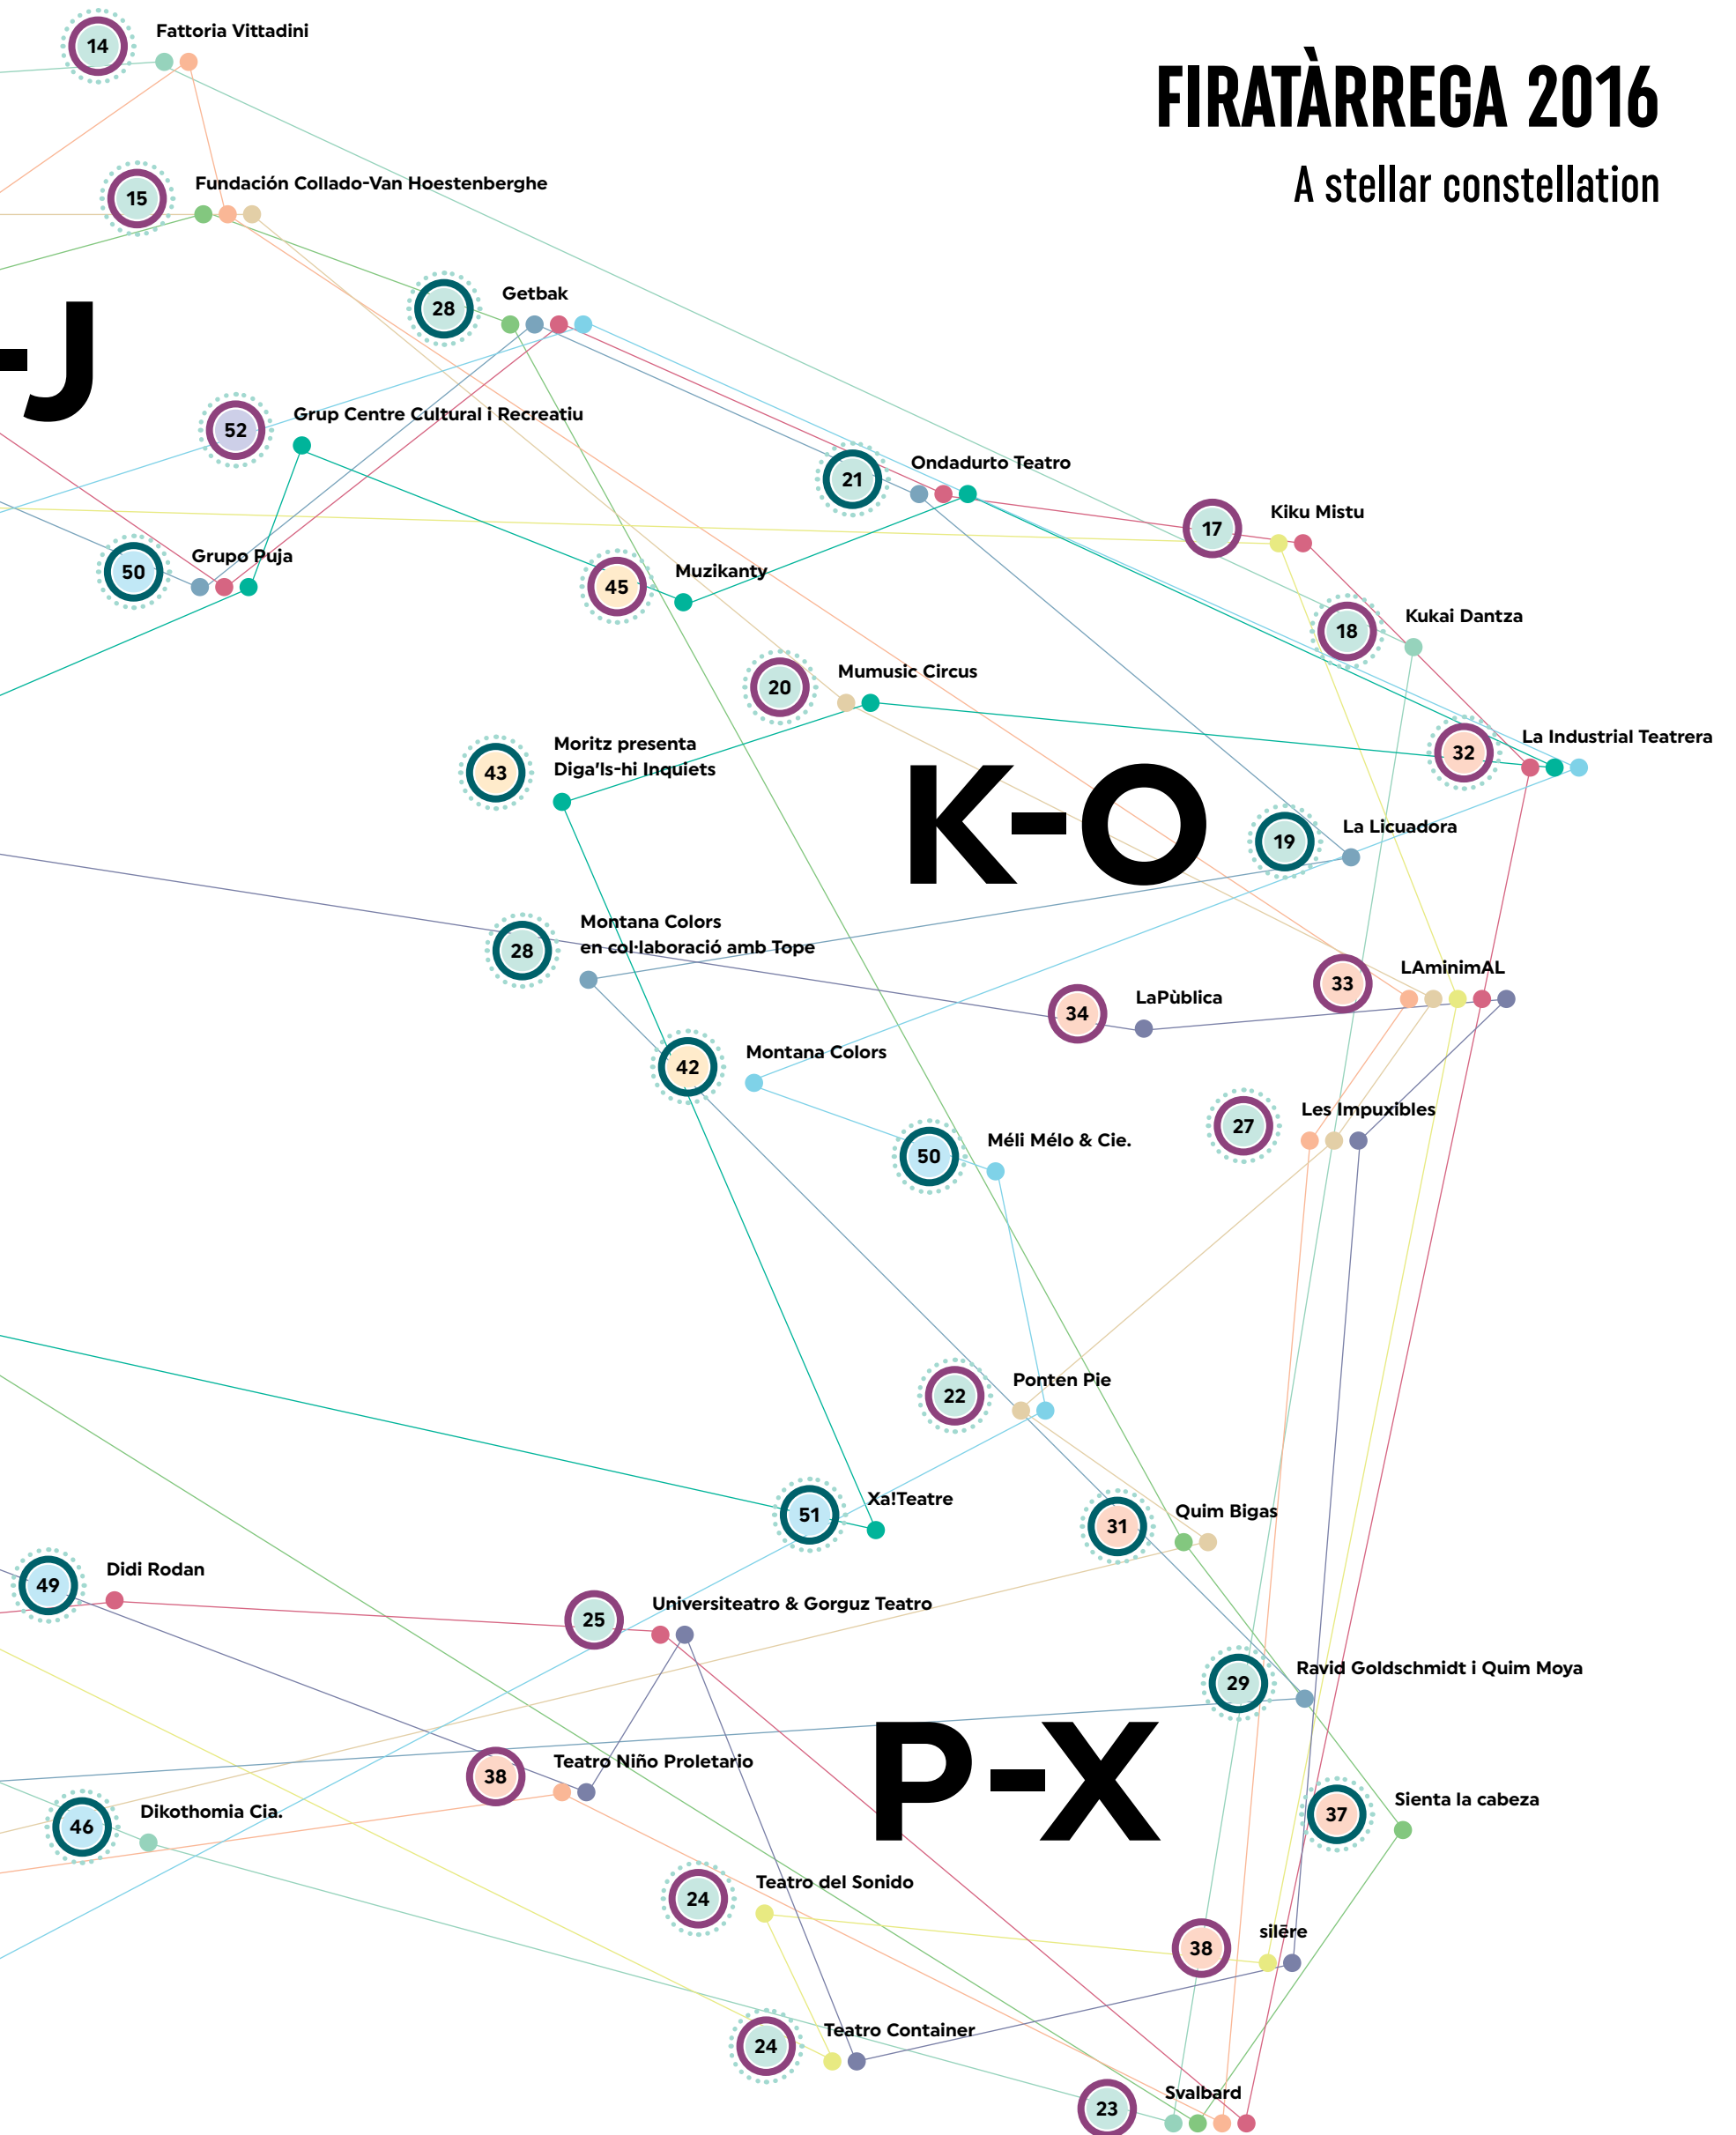 FIRATÀRREGA 2016
A stellar constellation
14
Fattoria Vittadini
15
Fundación Collado-Van Hoestenberghe
28
Getbak
-J
52
Grup Centre Cultural i Recreatiu
21
Ondadurto Teatro
17
Kiku Mistu
50
Grupo Puja
45
Muzikanty
18
Kukai Dantza
20
Mumusic Circus
43
Moritz presenta
Diga'ls-hi Inquiets
32
La Industrial Teatrera
K-O
19
La Licuadora
28
Montana Colors
en col·laboració amb Tope
33
LAminimAL
34
LaPùblica
42
Montana Colors
27
Les Impuxibles
50
Méli Mélo & Cie.
22
Ponten Pie
51
Xa!Teatre
31
Quim Bigas
49
Didi Rodan
25
Universiteatro & Gorguz Teatro
29
Ravid Goldschmidt i Quim Moya
P-X
38
Teatro Niño Proletario
46
Dikothomia Cia.
37
Sienta la cabeza
24
Teatro del Sonido
38
silēre
24
Teatro Container
23
Svalbard